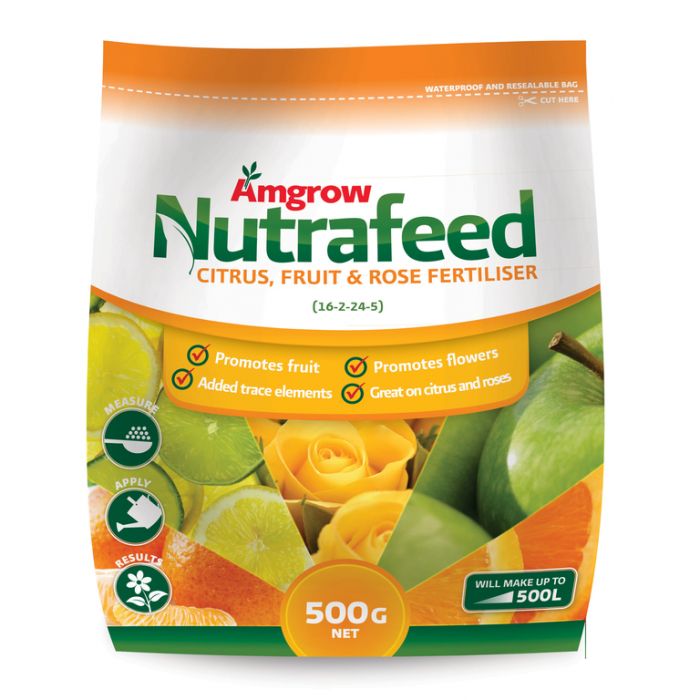 WATERPROOF AND RESEALABLE BAG
CUT HERE
Amgrow
Nutrafeed
CITRUS, FRUIT & ROSE FERTILISER
(16-2-24-5)
Promotes fruit
Promotes flowers
Added trace elements
Great on citrus and roses
MEASURE
APPLY
RESULTS
WILL MAKE UP TO
500L
500G
NET